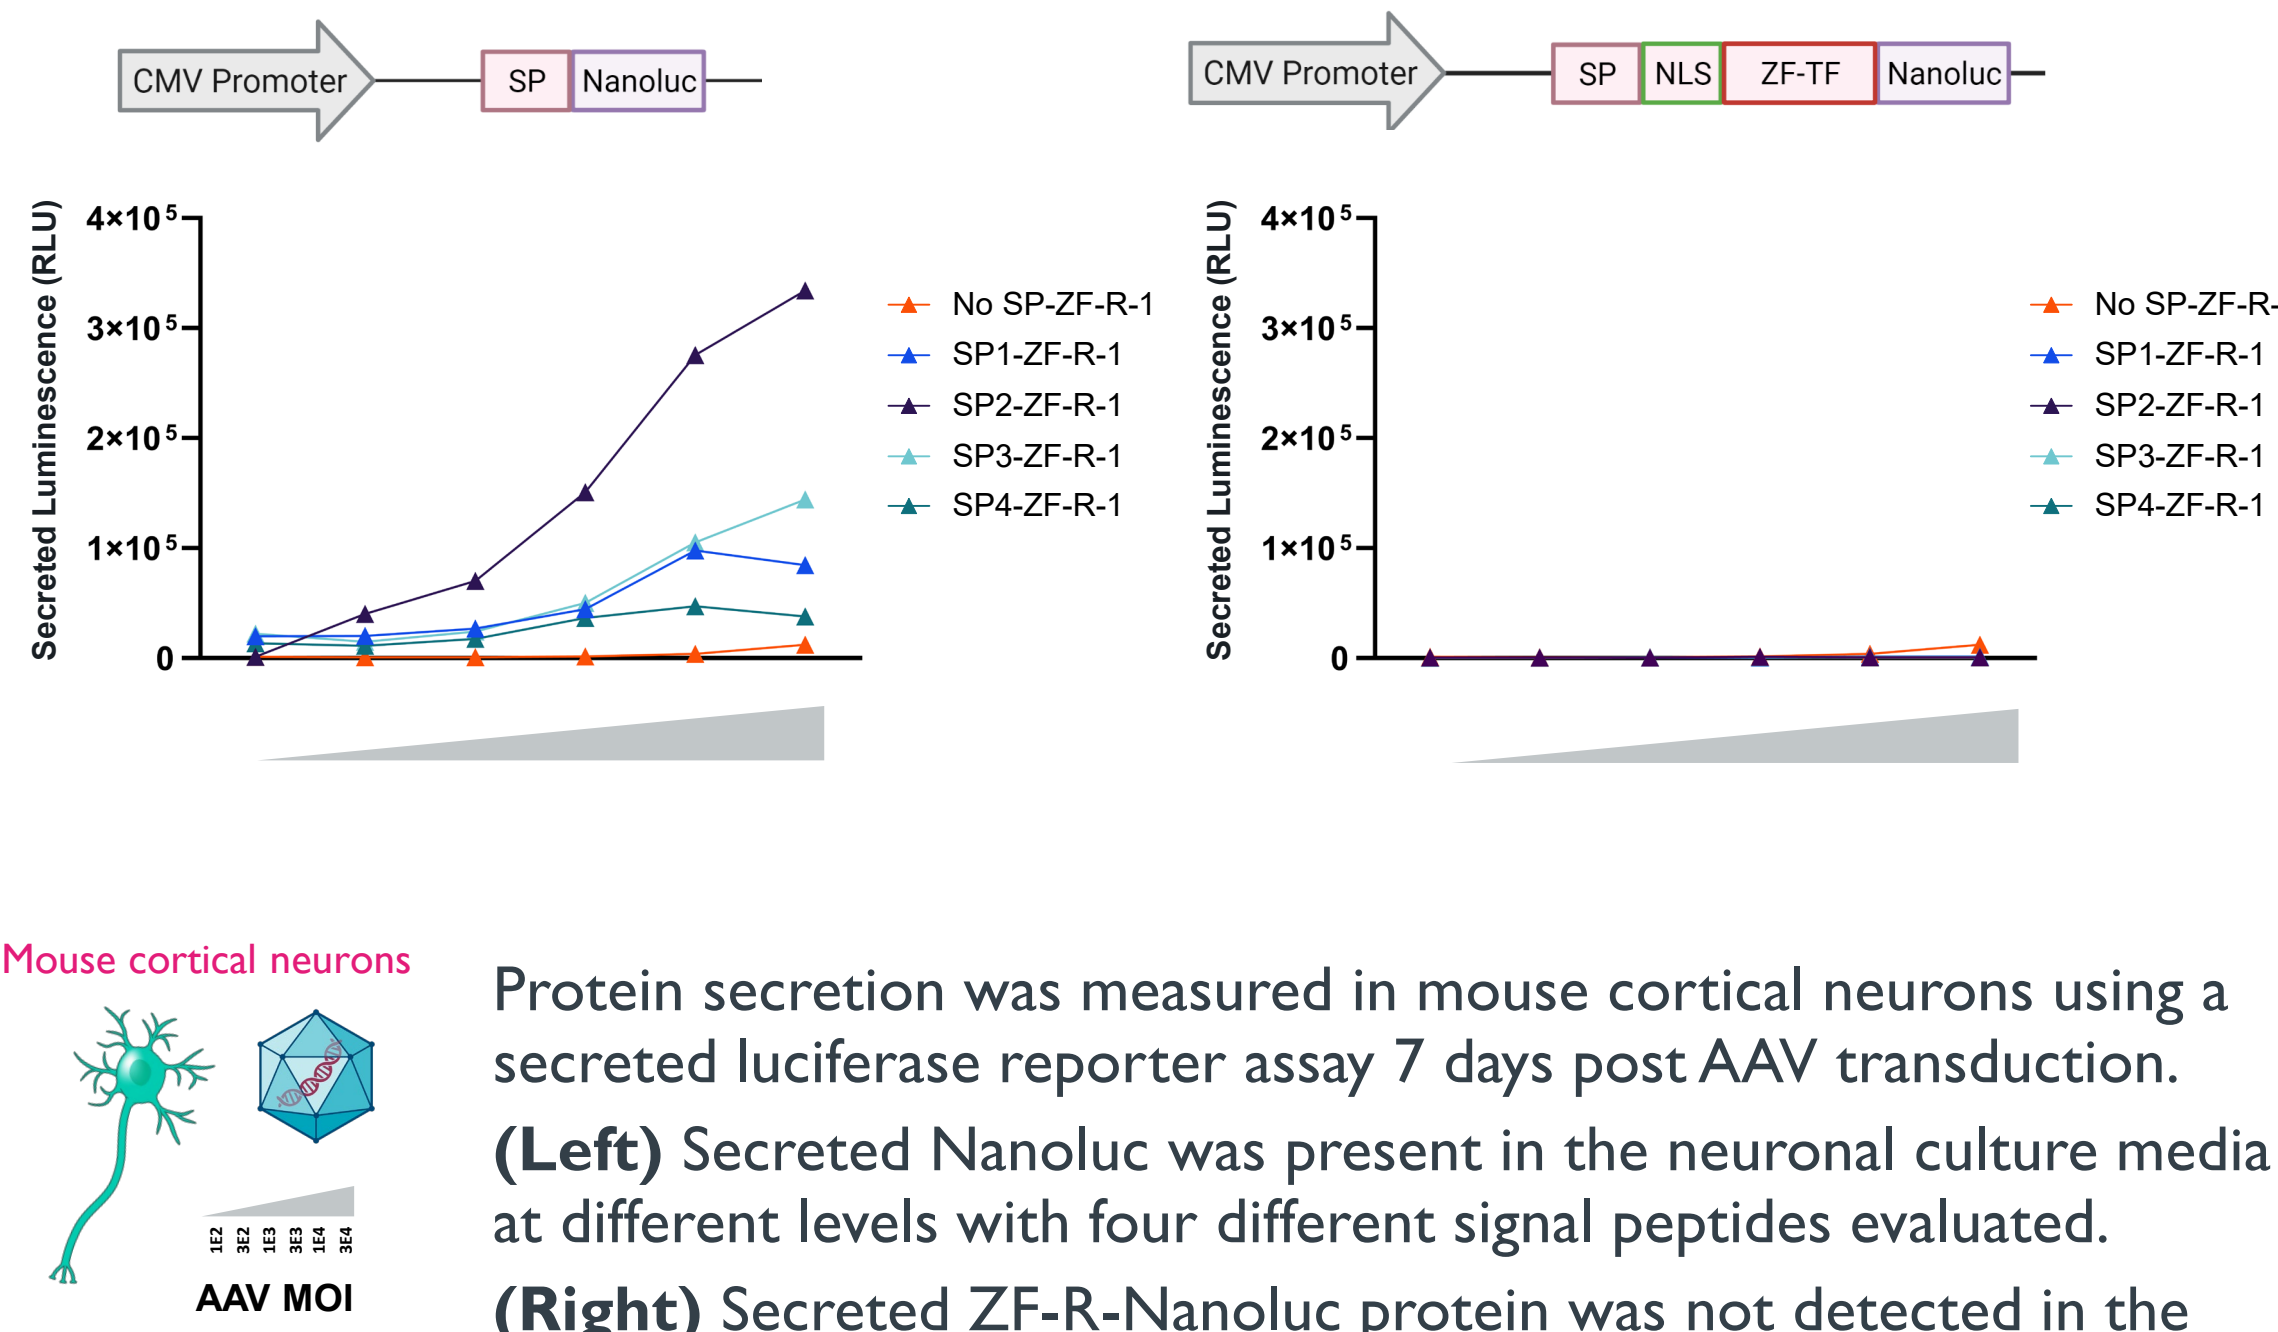 CMV Promoter
SP
Nanoluc
CMV Promoter
SP
NLS
ZF-TF
Nanoluc
Secreted Luminescence (RLU)
4×10⁵
3×10⁵
2×10⁵
1×10⁵
0
No SP-ZF-R-1
SP1-ZF-R-1
SP2-ZF-R-1
SP3-ZF-R-1
SP4-ZF-R-1
Secreted Luminescence (RLU)
4×10⁵
3×10⁵
2×10⁵
1×10⁵
0
No SP-ZF-R-
SP1-ZF-R-1
SP2-ZF-R-1
SP3-ZF-R-1
SP4-ZF-R-1
Mouse cortical neurons
1E2
3E2
1E3
3E3
1E4
3E4
AAV MOI
Protein secretion was measured in mouse cortical neurons using a
secreted luciferase reporter assay 7 days post AAV transduction.
(Left) Secreted Nanoluc was present in the neuronal culture media
at different levels with four different signal peptides evaluated.
(Right) Secreted ZF-R-Nanoluc protein was not detected in the